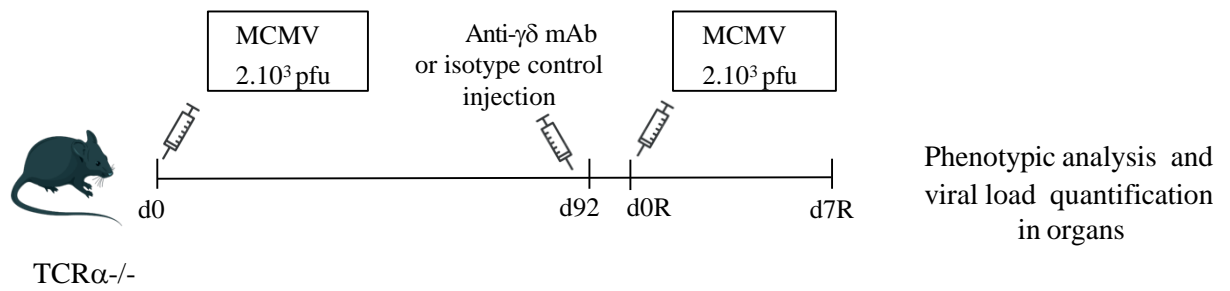 MCMV
2.10³ pfu
Anti-γδ mAb
or isotype control
injection
MCMV
2.10³ pfu
d0
d92
d0R
d7R
Phenotypic analysis and
viral load quantification
in organs
TCRα-/-